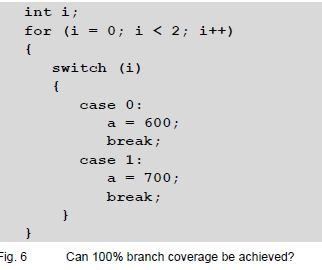 int i;
for (i = 0; i < 2; i++)
{
switch (i)
{
case 0:
a = 600;
break;
case 1:
a = 700;
break;
}
}
Fig. 6 Can 100% branch coverage be achieved?